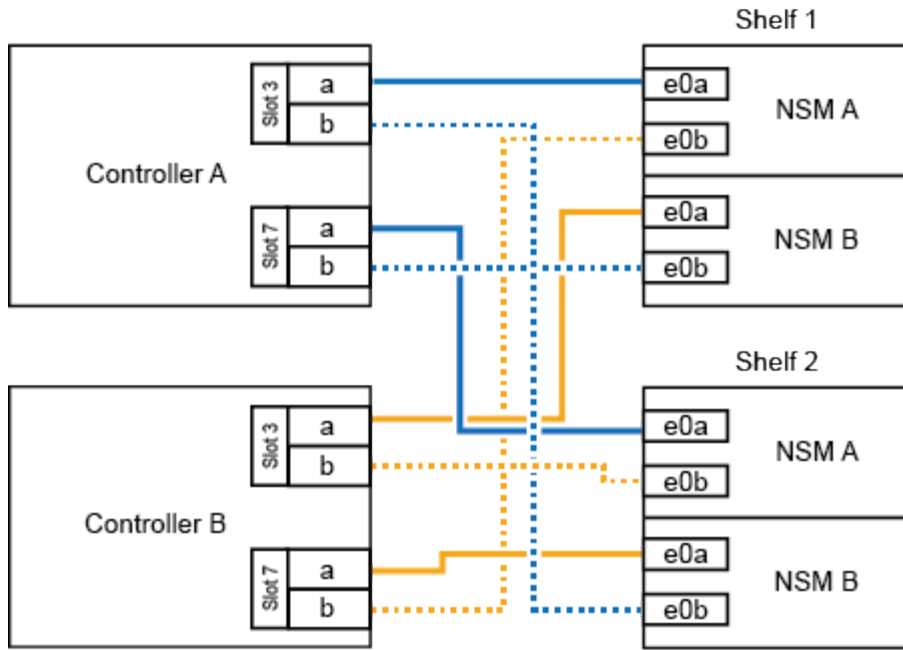 Shelf 1
Controller A
Slot 3
a
b
Slot 7
a
b
e0a
e0b
NSM A
e0a
e0b
NSM B
Shelf 2
Controller B
Slot 3
a
b
Slot 7
a
b
e0a
e0b
NSM A
e0a
e0b
NSM B